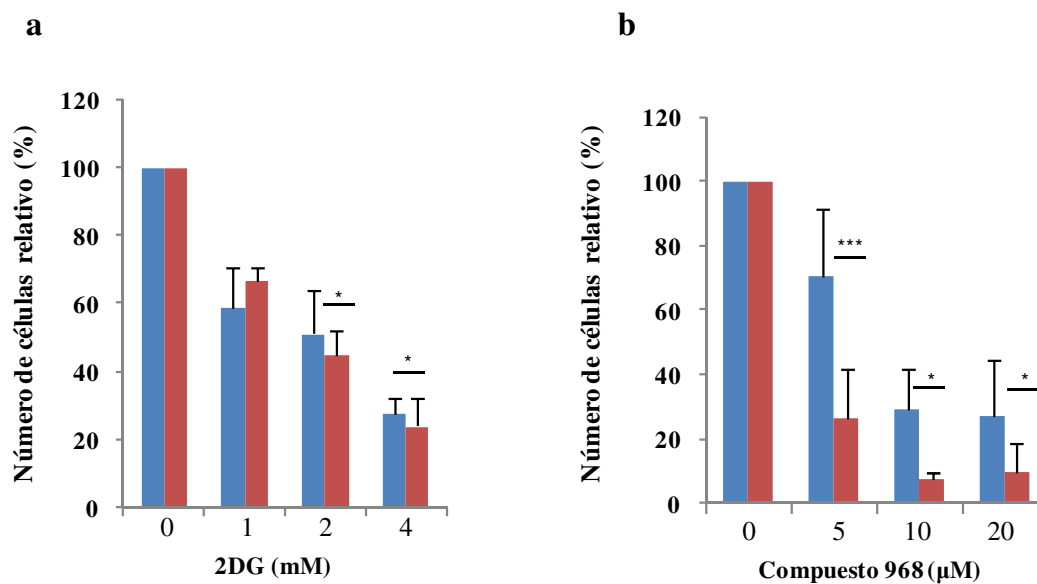 a
Número de células relativo (%)
120
100
80
60
40
20
0
*
*
0 1 2 4
2DG (mM)
b
Número de células relativo (%)
120
100
80
60
40
20
0
***
*
*
0 5 10 20
Compuesto 968 (µM)